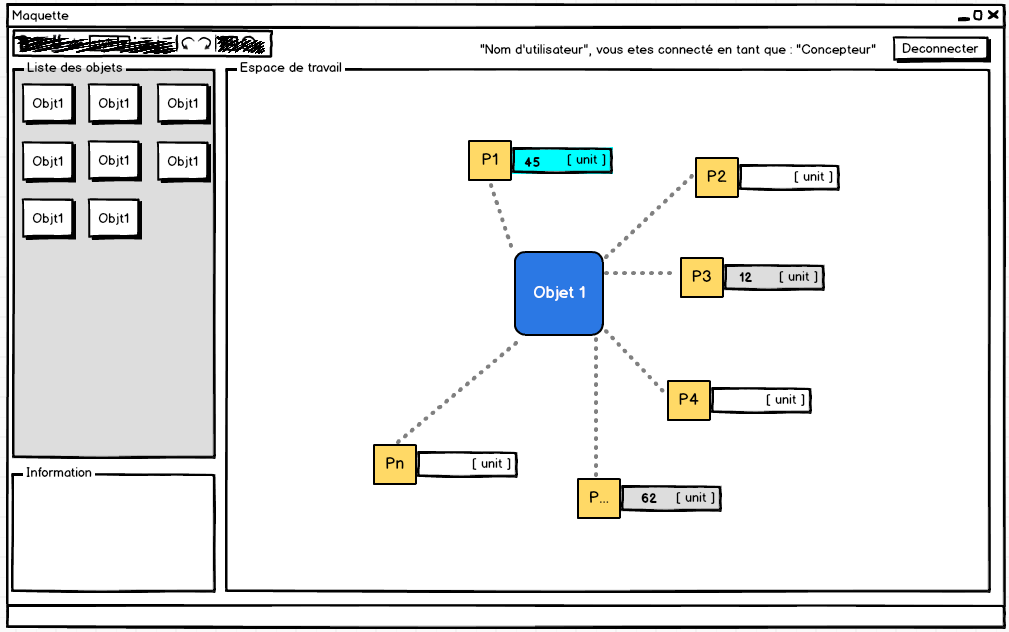 Maquette
"Nom d'utilisateur", vous etes connecté en tant que : "Concepteur"
Deconnecter
Liste des objets
Objt1 Objt1 Objt1
Objt1 Objt1 Objt1
Objt1 Objt1
Information
Espace de travail
P1 45 [ unit ]
P2 [ unit ]
P3 12 [ unit ]
Objet 1
P4 [ unit ]
Pn [ unit ]
P... 62 [ unit ]